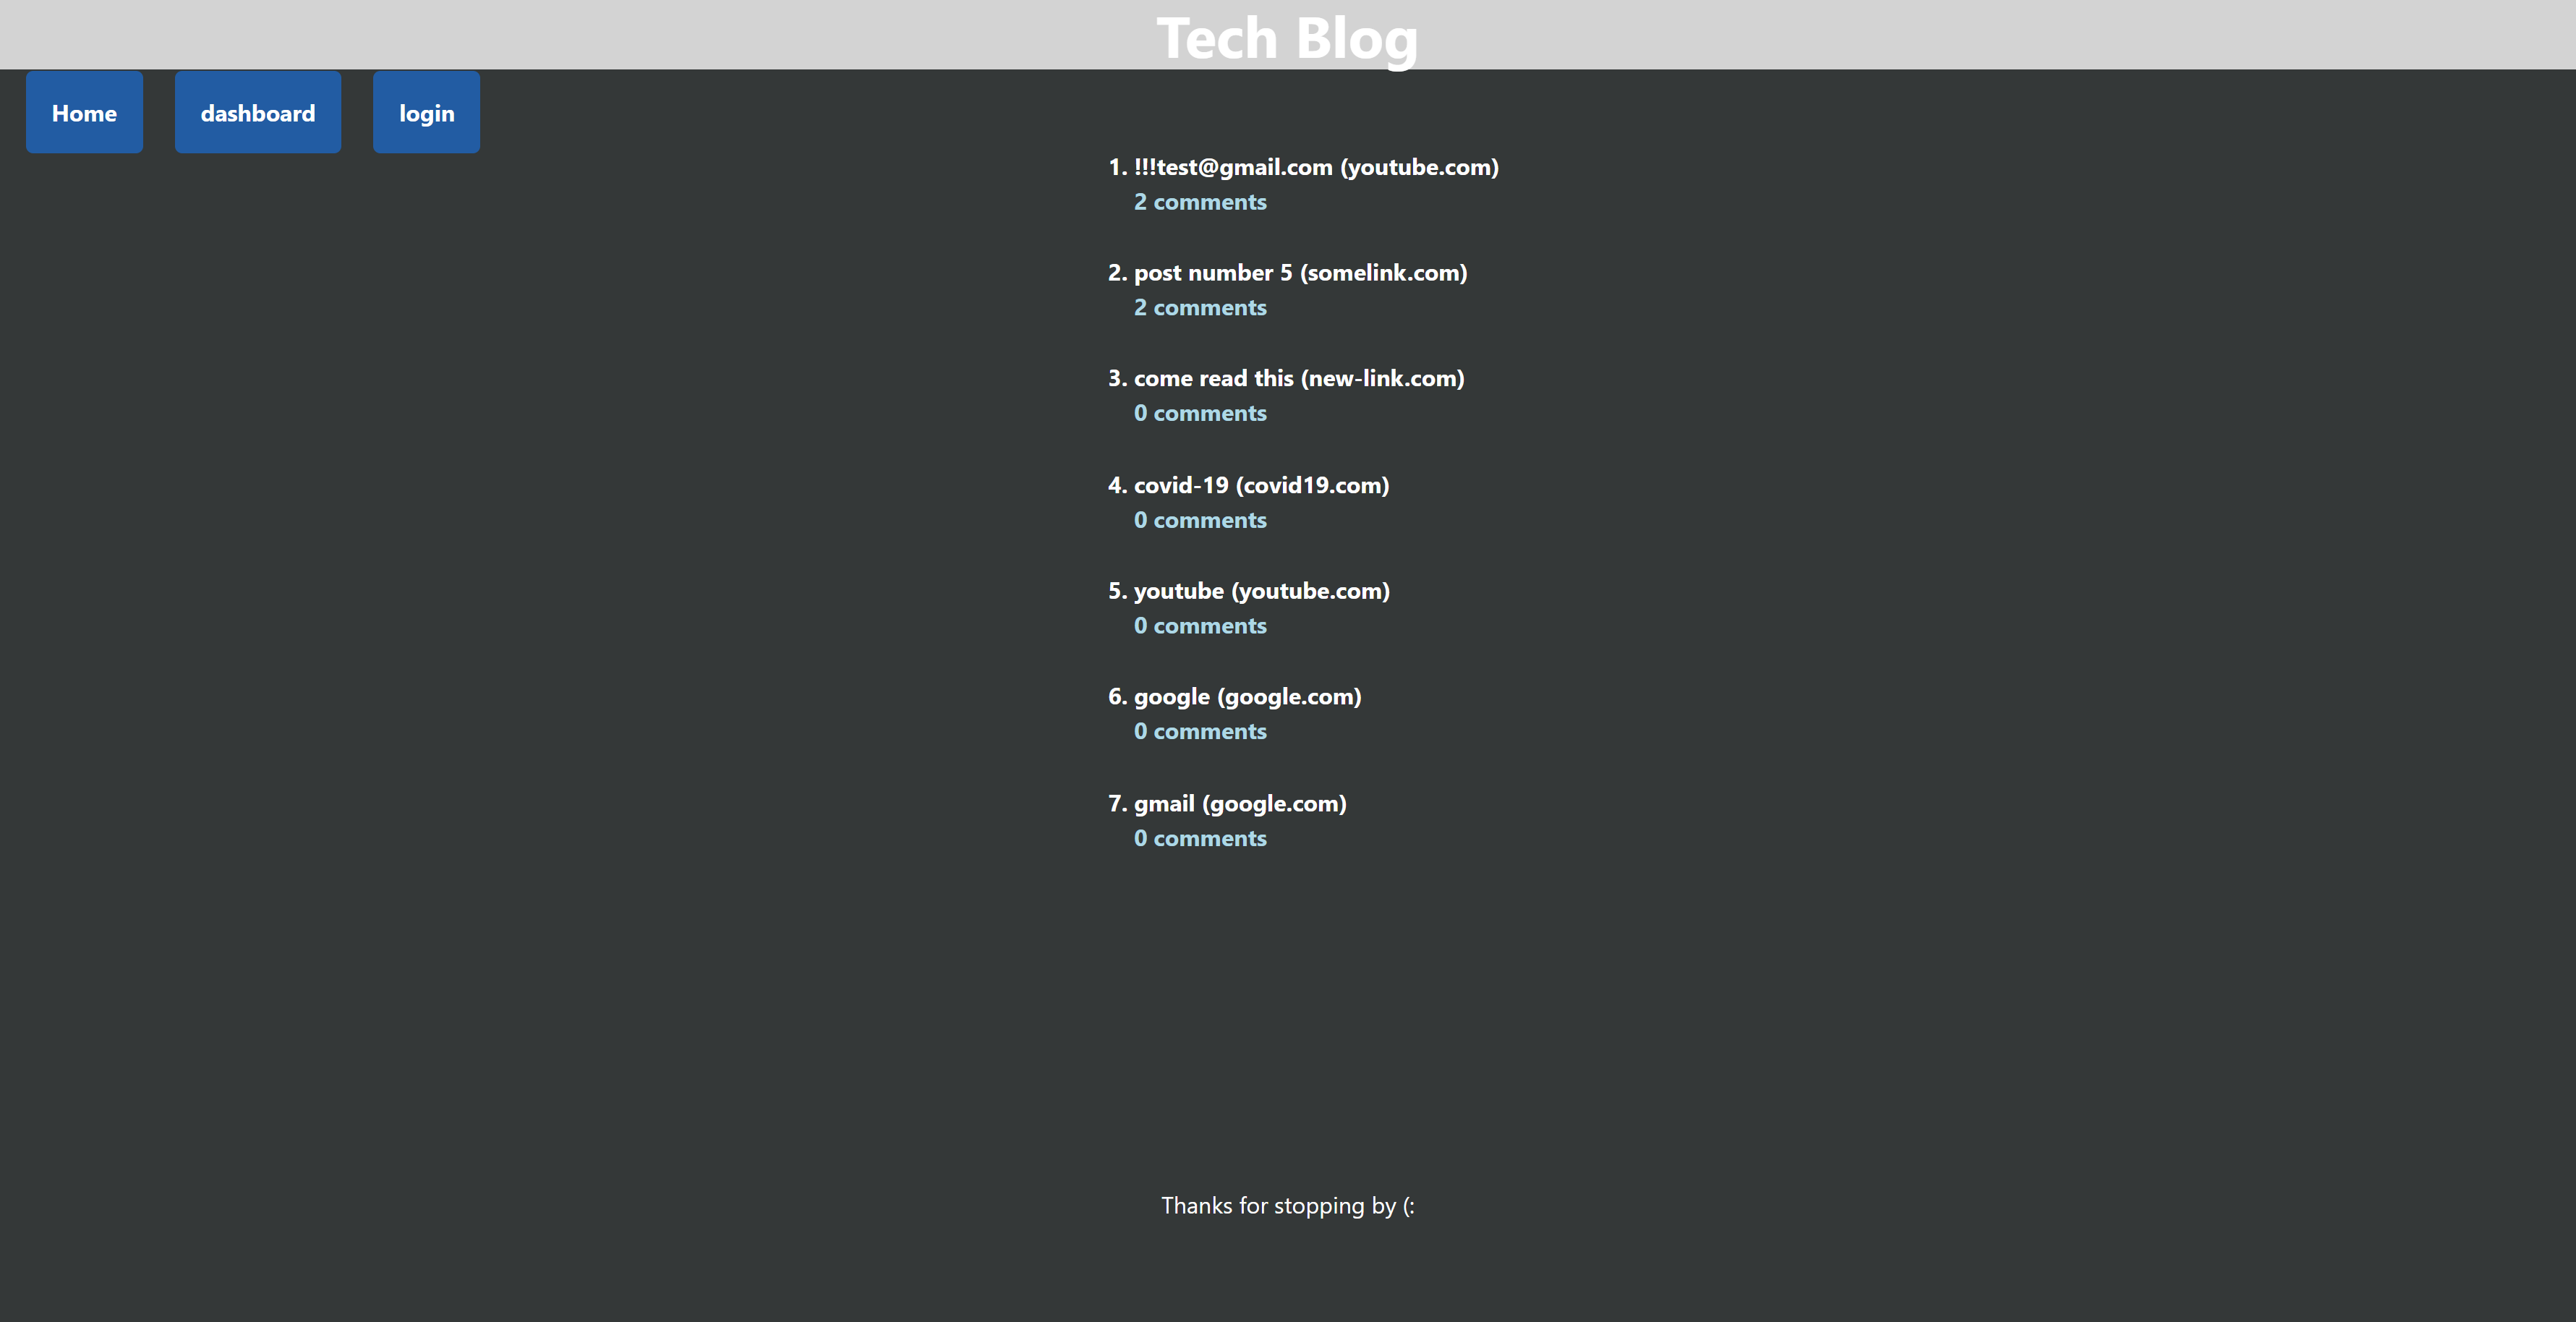 Tech Blog
Home
dashboard
login
1. !!!test@gmail.com (youtube.com)
2 comments
2. post number 5 (somelink.com)
2 comments
3. come read this (new-link.com)
0 comments
4. covid-19 (covid19.com)
0 comments
5. youtube (youtube.com)
0 comments
6. google (google.com)
0 comments
7. gmail (google.com)
0 comments
Thanks for stopping by (: